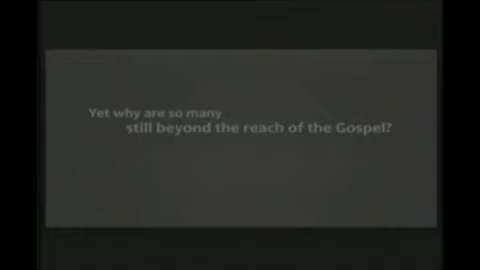 Yet why are so many
still beyond the reach of the Gospel?